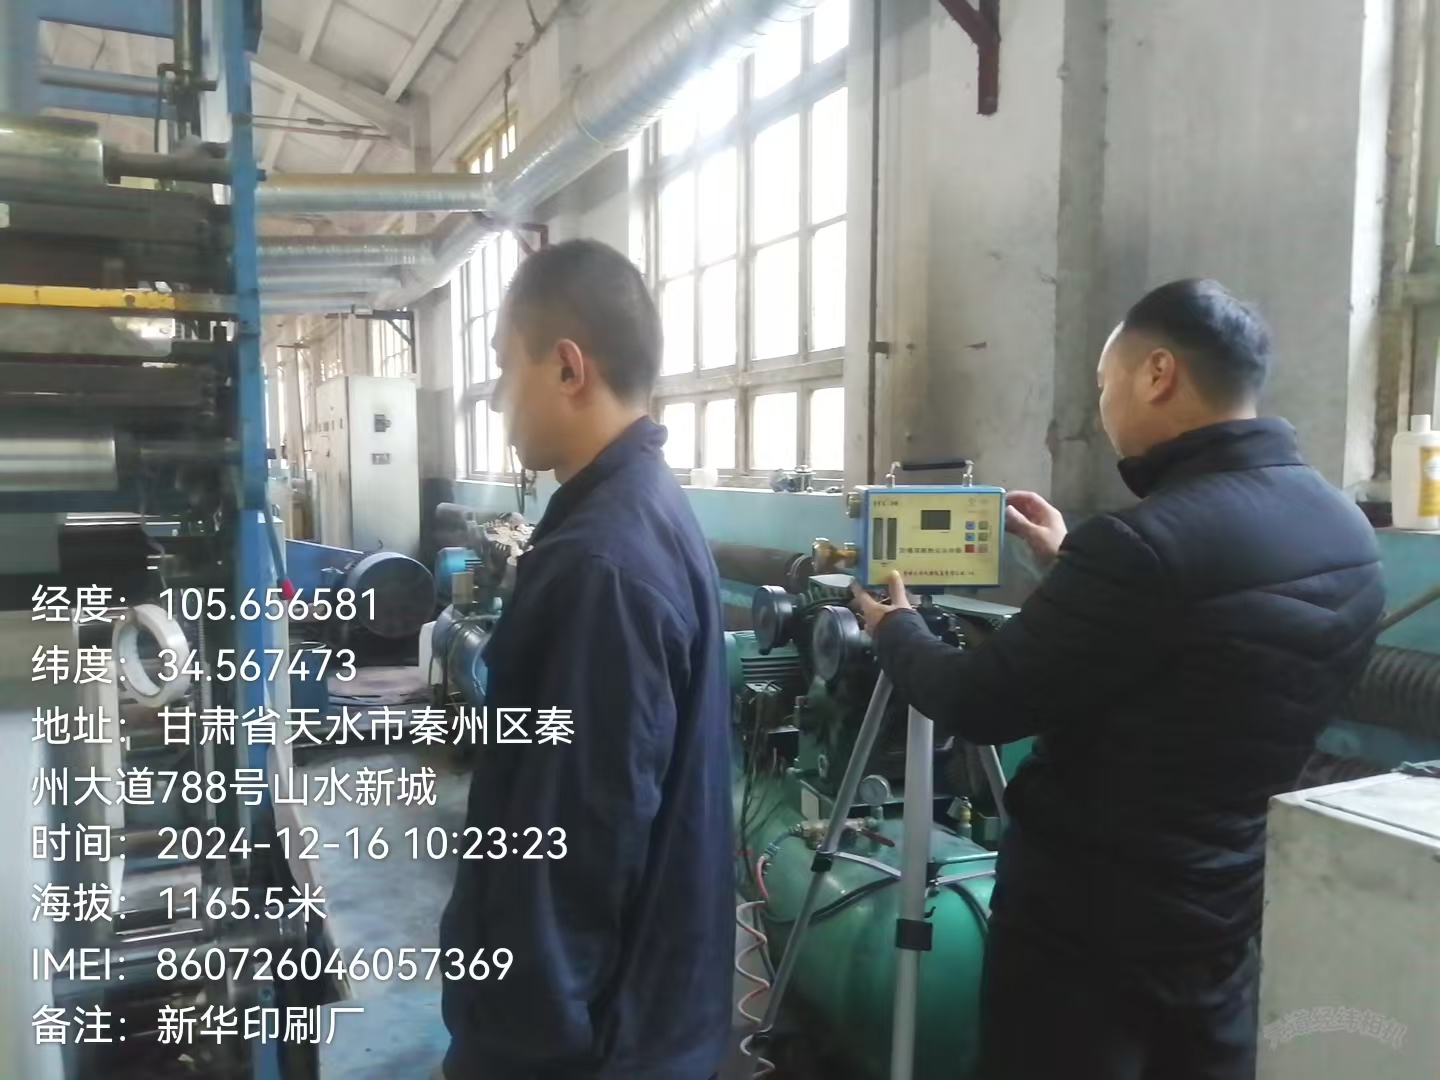 经度：105.656581
纬度：34.567473
地址：甘肃省天水市秦州区秦
州大道788号山水新城
时间：2024-12-16 10:23:23
海拔：1165.5米
IMEI：860726046057369
备注：新华印刷厂